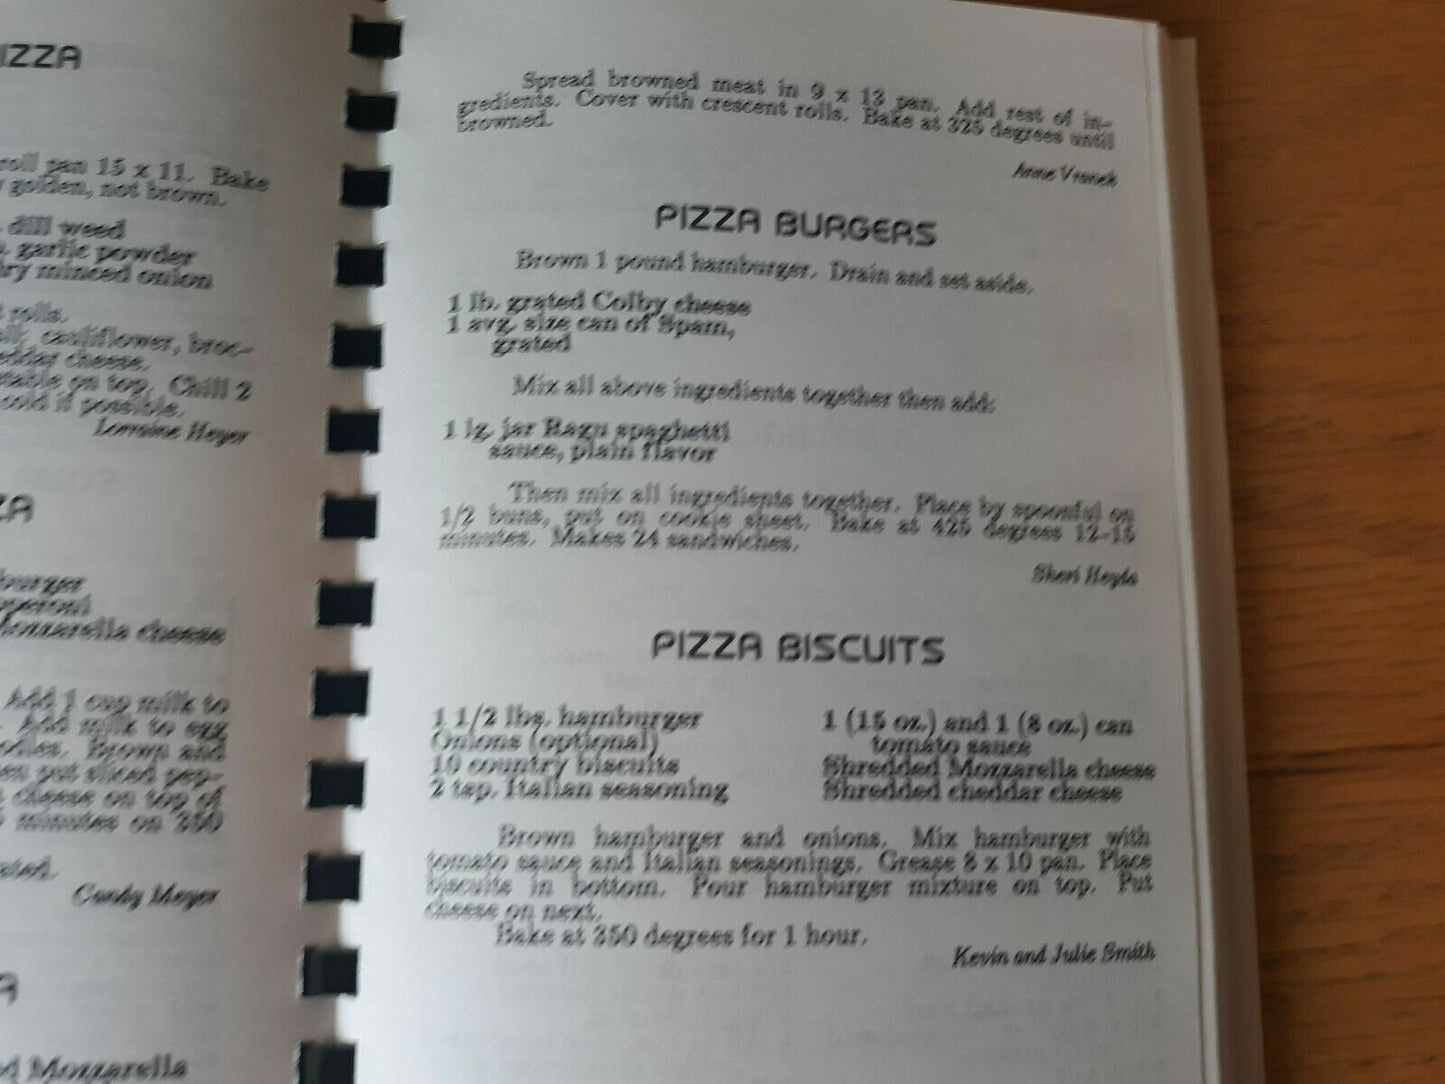 IZZA
roll pan 15 x 11. Bake
golden, not brown.
dill weed
garlic powder
dry minced onion
rolls.
cauliflower, broc-
cheddar cheese.
on top. Chill 2
cold if possible.
Lorraine Heyer
ZA
burger
pperoni
Mozzarella cheese
Add 1 cup milk to
Add milk to egg
Brown and
put sliced pep-
cheese on top of
minutes on 350
Meyer
A
Mozzarella
Spread browned meat in 9 x 13 pan. Add rest of in-
gredients. Cover with crescent rolls. Bake at 325 degrees until
browned.
Anne Vranek
PIZZA BURGERS
Brown 1 pound hamburger. Drain and set aside.
1 lb. grated Colby cheese
1 avg. size can of Spam,
grated
Mix all above ingredients together then add:
1 lg. jar Ragu spaghetti
sauce, plain flavor
Then mix all ingredients together. Place by spoonful on
1/2 buns, put on cookie sheet. Bake at 425 degrees 12-15
minutes. Makes 24 sandwiches.
Sheri
PIZZA BISCUITS
1 1/2 lbs. hamburger
Onions (optional)
10 country biscuits
2 tsp. Italian seasoning
1 (15 oz.) and 1 (8 oz.) can
tomato sauce
Shredded Mozzarella cheese
Shredded cheddar cheese
Brown hamburger and onions. Mix hamburger with
tomato sauce and Italian seasonings. Grease 8 x 10 pan. Place
biscuits in bottom. Pour hamburger mixture on top. Put
cheese on next.
Bake at 350 degrees for 1 hour.
Kevin and Julie Smith